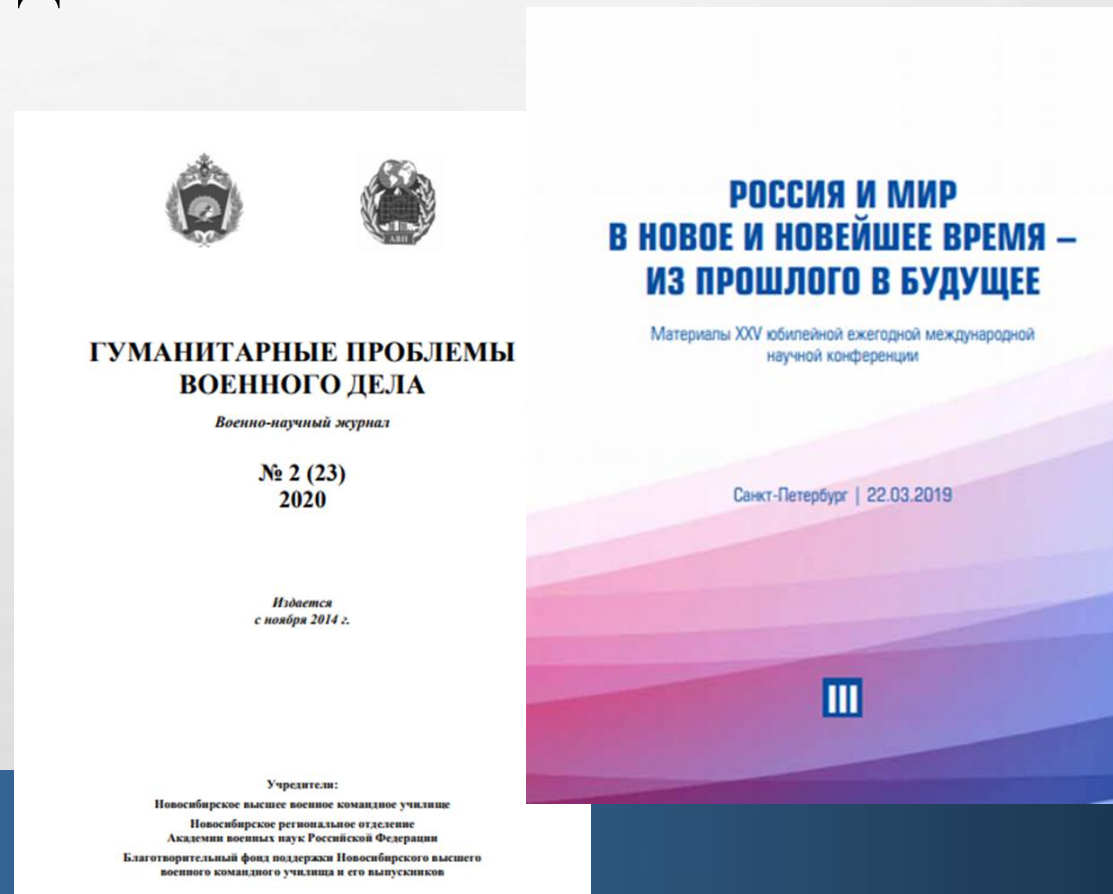 АВН
ГУМАНИТАРНЫЕ ПРОБЛЕМЫ
ВОЕННОГО ДЕЛА
Военно-научный журнал
№ 2 (23)
2020
Издается
с ноября 2014 г.
Учредители:
Новосибирское высшее военное командное училище
Новосибирское региональное отделение
Академии военных наук Российской Федерации
Благотворительный фонд поддержки Новосибирского высшего
военного командного училища и его выпускников
РОССИЯ И МИР
В НОВОЕ И НОВЕЙШЕЕ ВРЕМЯ –
ИЗ ПРОШЛОГО В БУДУЩЕЕ
Материалы XXV юбилейной ежегодной международной
научной конференции
Санкт-Петербург | 22.03.2019
III